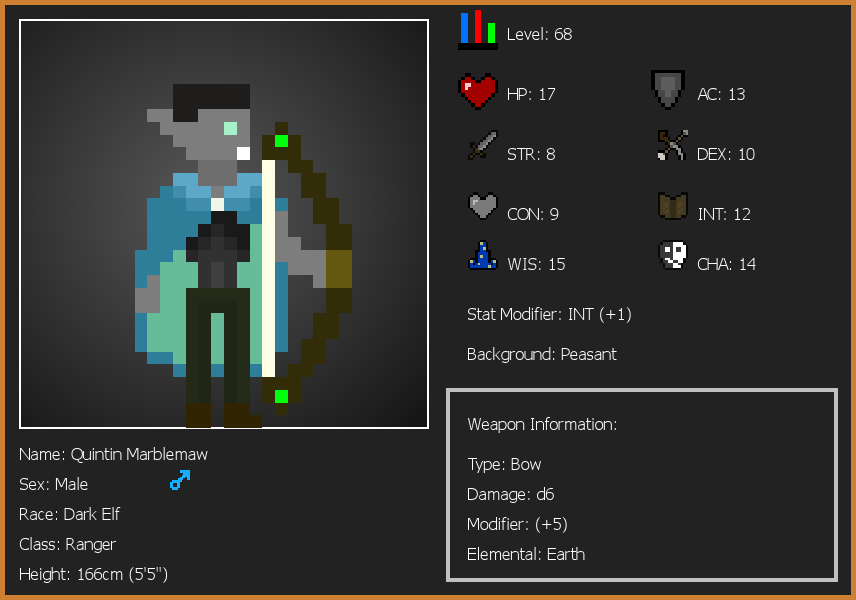 Level: 68
HP: 17
AC: 13
STR: 8
DEX: 10
CON: 9
INT: 12
WIS: 15
CHA: 14
Stat Modifier: INT (+1)
Background: Peasant
Weapon Information:
Type: Bow
Damage: d6
Modifier: (+5)
Elemental: Earth
Name: Quintin Marblemaw
Sex: Male
Race: Dark Elf
Class: Ranger
Height: 166cm (5'5")